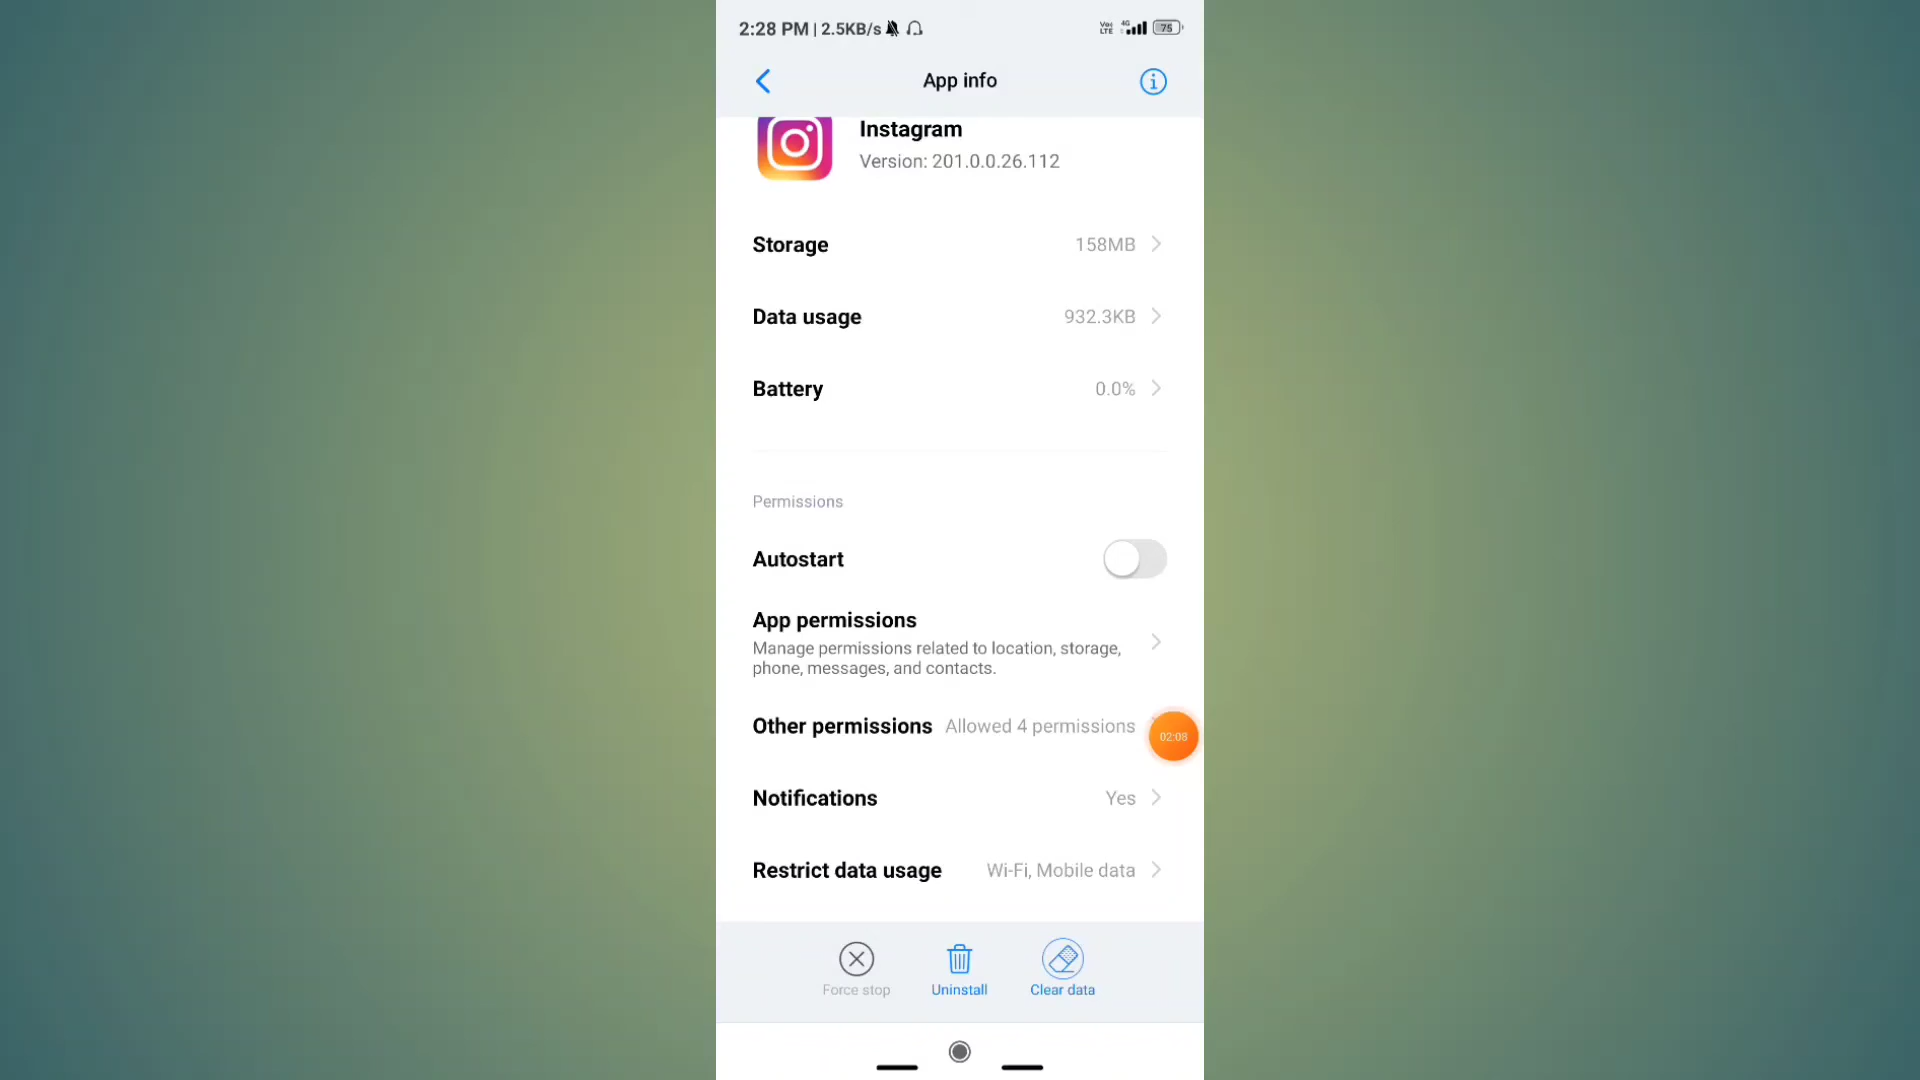 2:28 PM | 2.5KB/s
Vo LTE 4G 75
App info
Instagram
Version: 201.0.0.26.112
Storage 158MB
Data usage 932.3KB
Battery 0.0%
Permissions
Autostart
App permissions
Manage permissions related to location, storage,
phone, messages, and contacts.
Other permissions Allowed 4 permissions
02:08
Notifications Yes
Restrict data usage Wi-Fi, Mobile data
Force stop Uninstall Clear data